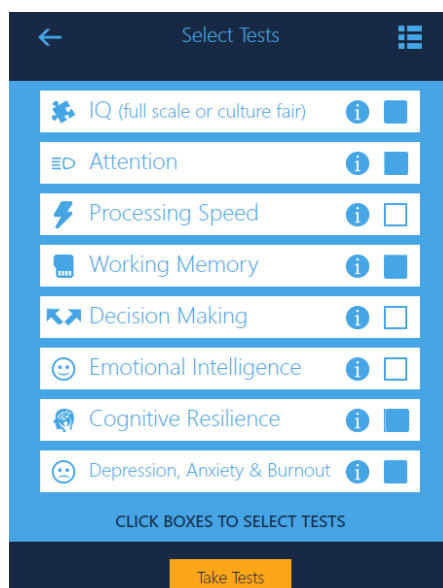 Select Tests
IQ (full scale or culture fair)
Attention
Processing Speed
Working Memory
Decision Making
Emotional Intelligence
Cognitive Resilience
Depression, Anxiety & Burnout
CLICK BOXES TO SELECT TESTS
Take Tests